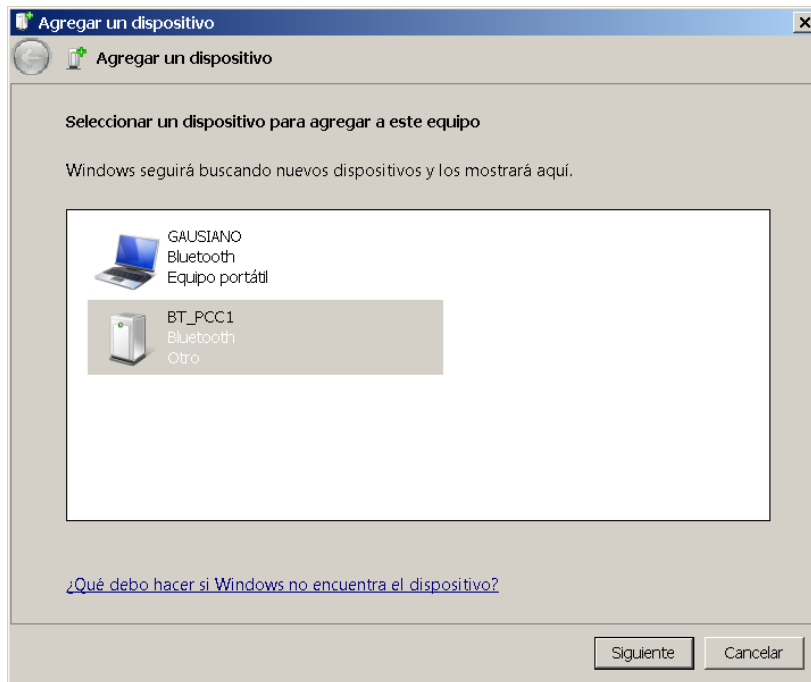 Agregar un dispositivo
Agregar un dispositivo
Seleccionar un dispositivo para agregar a este equipo
Windows seguirá buscando nuevos dispositivos y los mostrará aquí.
GAUSIANO
Bluetooth
Equipo portátil
BT_PCC1
Bluetooth
Otro
¿Qué debo hacer si Windows no encuentra el dispositivo?
Siguiente Cancelar